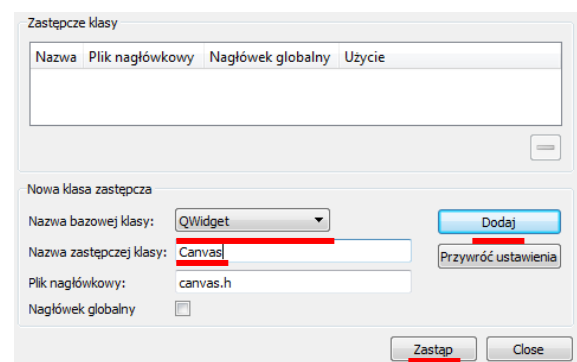 Zastępcze klasy
Nazwa Plik nagłówkowy Nagłówek globalny Użycie
Nowa klasa zastępcza
Nazwa bazowej klasy: QWidget Dodaj
Nazwa zastępczej klasy: Canvas Przywróć ustawienia
Plik nagłówkowy: canvas.h
Nagłówek globalny
Zastąp Close